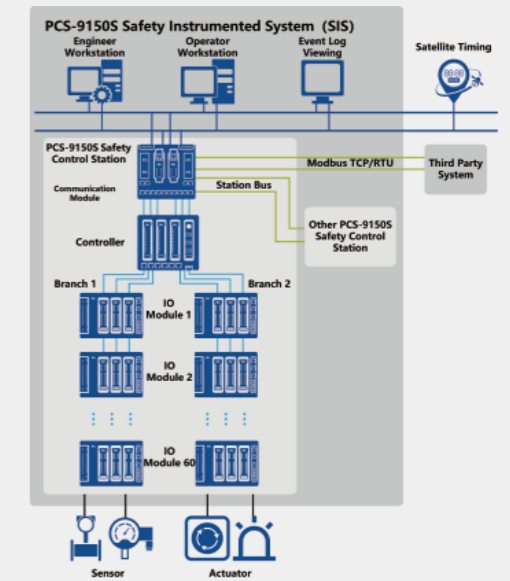 PCS-9150S Safety Instrumented System (SIS)
Engineer
Workstation
Operator
Workstation
Event Log
Viewing
Satellite Timing
PCS-9150S Safety
Control Station
Modbus TCP/RTU
Third Party
System
Communication
Module
Station Bus
Other PCS-9150S
Safety Control
Station
Controller
Branch 1
Branch 2
IO
Module 1
IO
Module 2
IO
Module 60
Sensor
Actuator